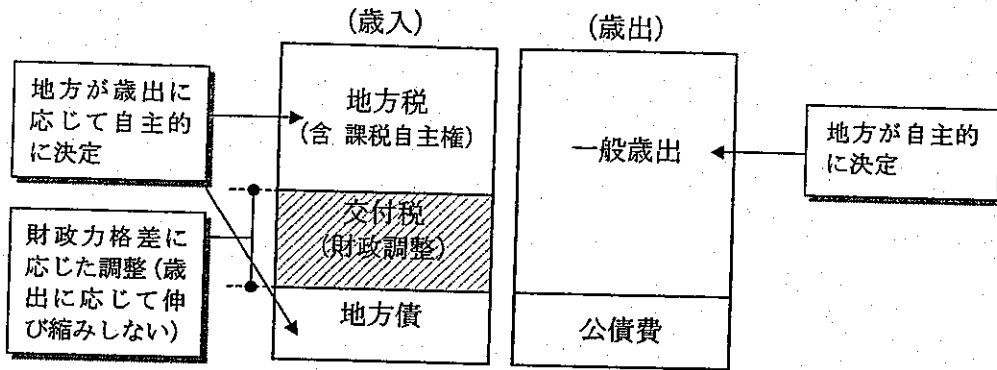 (歳入)
(歳出)
地方が歳出に
応じて自主的
に決定
地方税
(含 課税自主権)
一般歳出
地方が自主的
に決定
交付税
(財政調整)
財政力格差に
応じた調整(歳
出に応じて伸
び縮みしない)
地方債
公債費